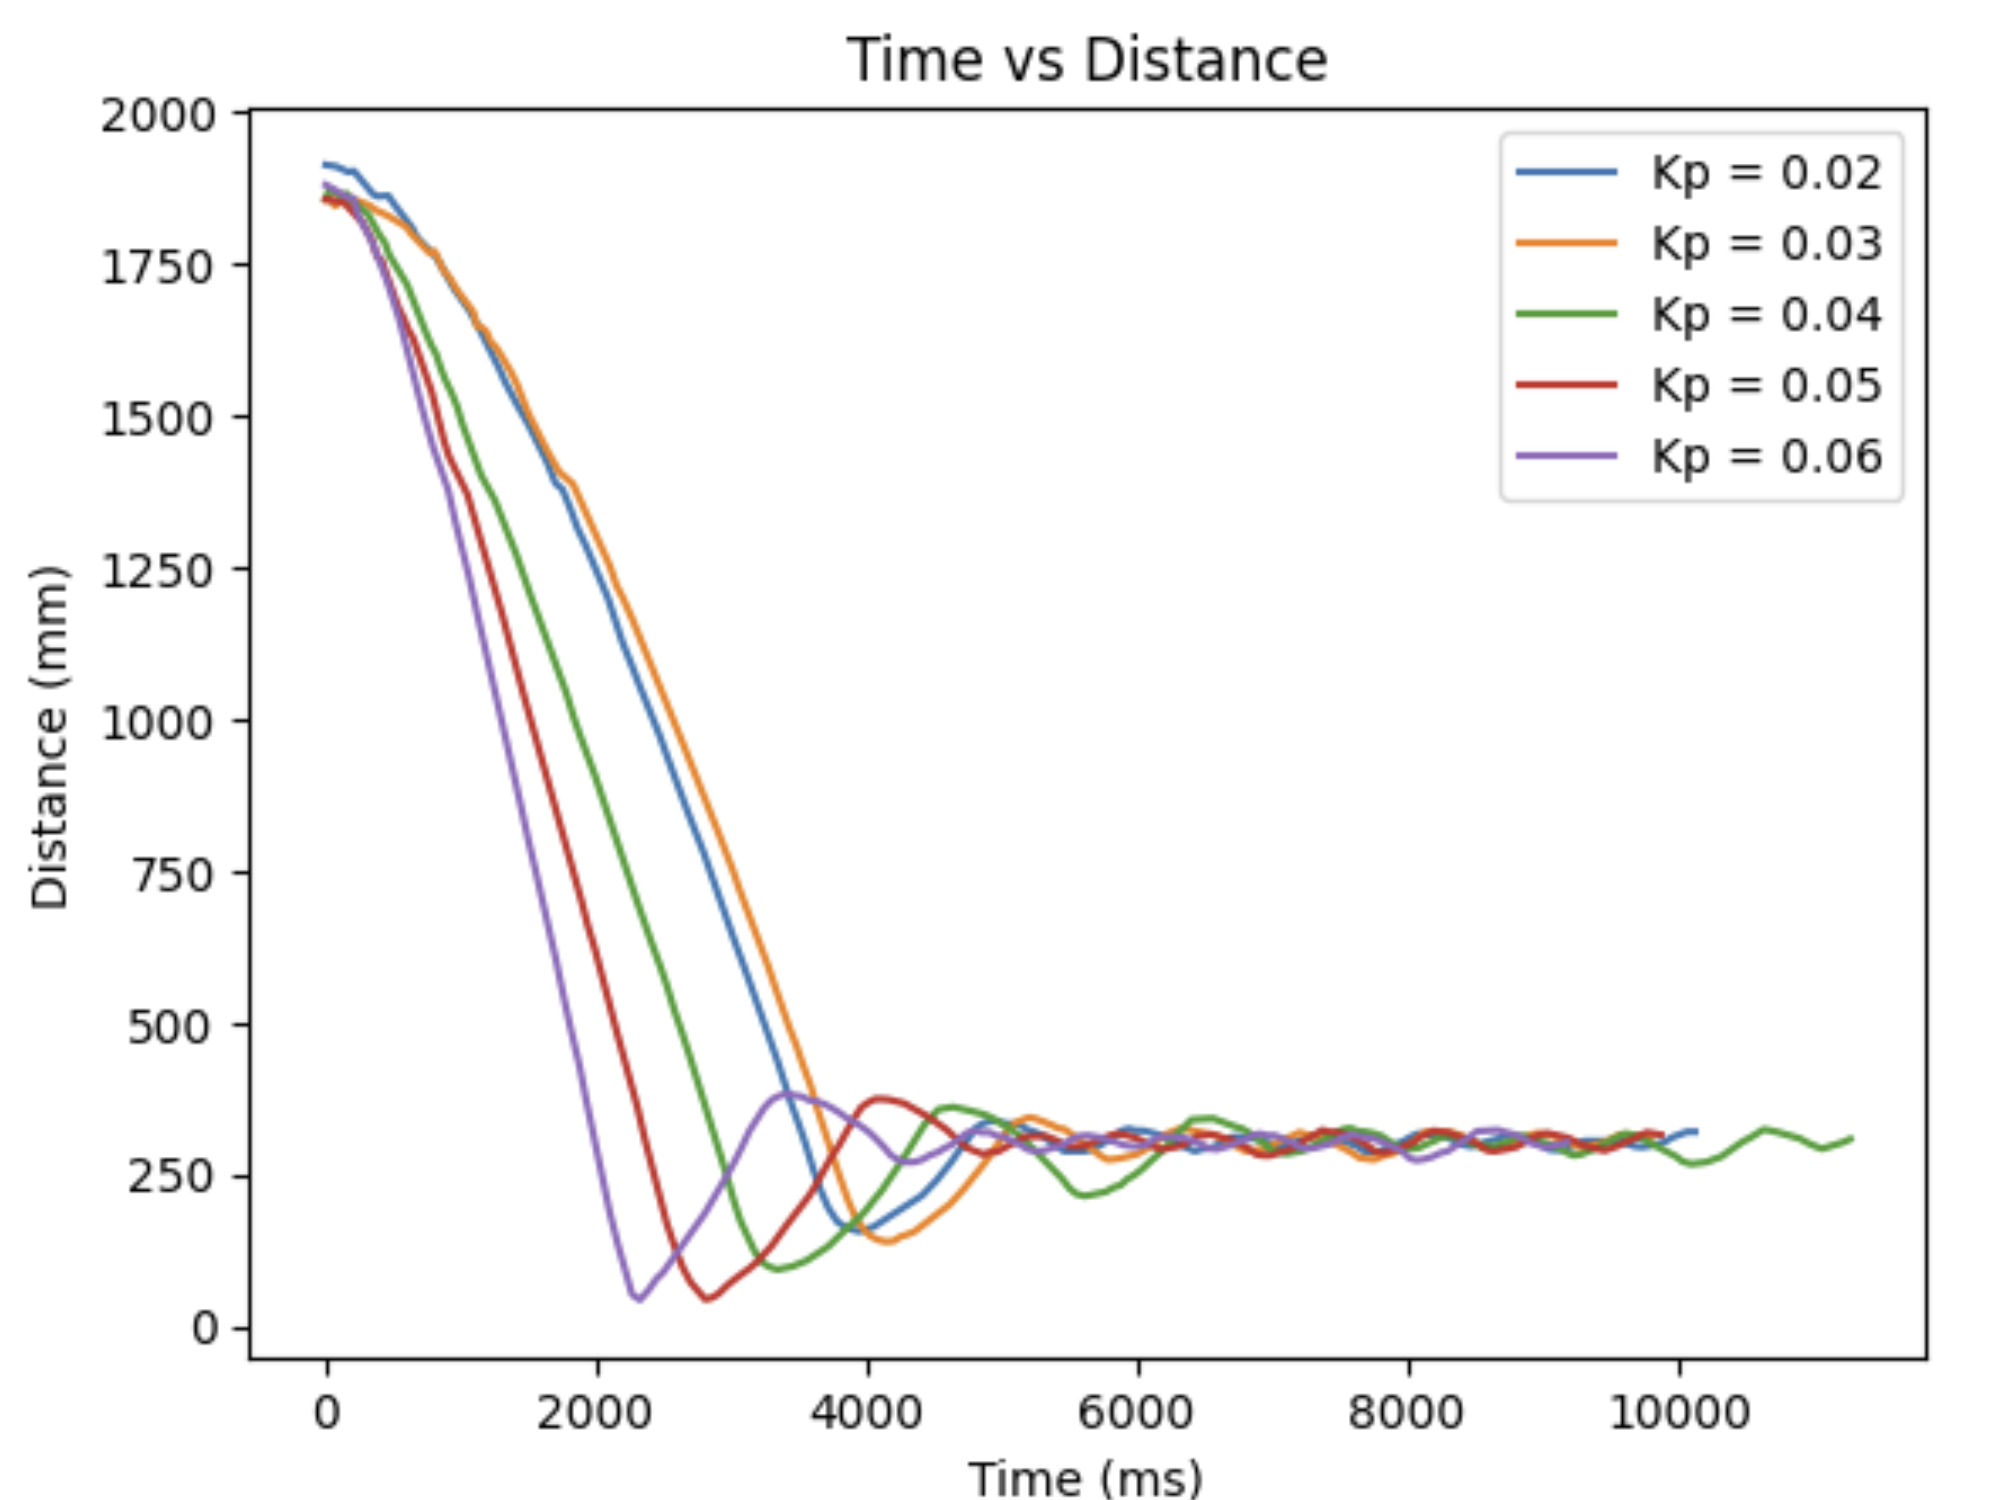 Time vs Distance
2000
1750
1500
1250
1000
750
500
250
0
Distance (mm)
Kp = 0.02
Kp = 0.03
Kp = 0.04
Kp = 0.05
Kp = 0.06
0 2000 4000 6000 8000 10000
Time (ms)